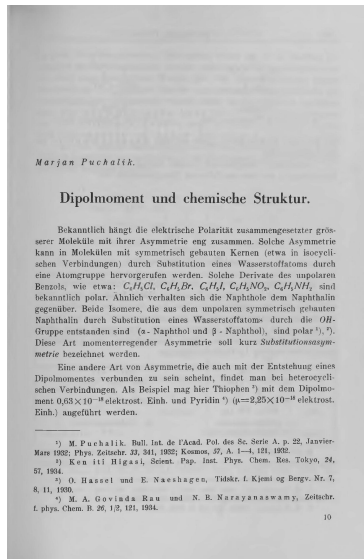 Marjan Puchalik.
Dipolmoment und chemische Struktur.
Bekanntlich hängt die elektrische Polarität zusammengesetzter grös-
serer Moleküle mit ihrer Asymmetrie eng zusammen. Solche Asymmetrie
kann in Molekülen mit symmetrisch gebauten Kernen (etwa in isocycli-
schen Verbindungen) durch Substitution eines Wasserstoffatoms durch
eine Atomgruppe hervorgerufen werden. Solche Derivate des unpolaren
Benzols, wie etwa: C₆H₅Cl, C₆H₅Br, C₆H₅I, C₆H₅NO₂, C₆H₅NH₂ sind
bekanntlich polar. Ähnlich verhalten sich die Naphthole dem Naphthalin
gegenüber. Beide Isomere, die aus dem unpolaren symmetrisch gebauten
Naphthalin durch Substitution eines Wasserstoffatoms durch die OH-
Gruppe entstanden sind (α- Naphthol und β - Naphthol), sind polar ¹), ²).
Diese Art momenterregender Asymmetrie soll kurz Substitutionsasym-
metrie bezeichnet werden.
Eine andere Art von Asymmetrie, die auch mit der Entstehung eines
Dipolmomentes verbunden zu sein scheint, findet man bei heterocycli-
schen Verbindungen. Als Beispiel mag hier Thiophen ³) mit dem Dipolmo-
ment 0,63×10⁻¹⁸ elektrost. Einh. und Pyridin ⁴) (μ=2,25×10⁻¹⁸ elektrost.
Einh.) angeführt werden.
¹) M. Puchalik. Bull. Int. de l'Acad. Pol. des Sc. Serie A. p. 22, Janvier-
Mars 1932; Phys. Zeitschr. 33, 341, 1932; Kosmos, 57, A. 1—4, 121, 1932.
²) Ken iti Higasi, Scient. Pap. Inst. Phys. Chem. Res. Tokyo, 24,
57, 1934.
³) O. Hassel und E. Naeshagen, Tidskr. f. Kjemi og Bergv. Nr. 7,
8, 11, 1930.
⁴) M. A. Govinda Rau und N. B. Narayanaswamy, Zeitschr.
f. phys. Chem. B. 26, 1/2, 121, 1934.
10